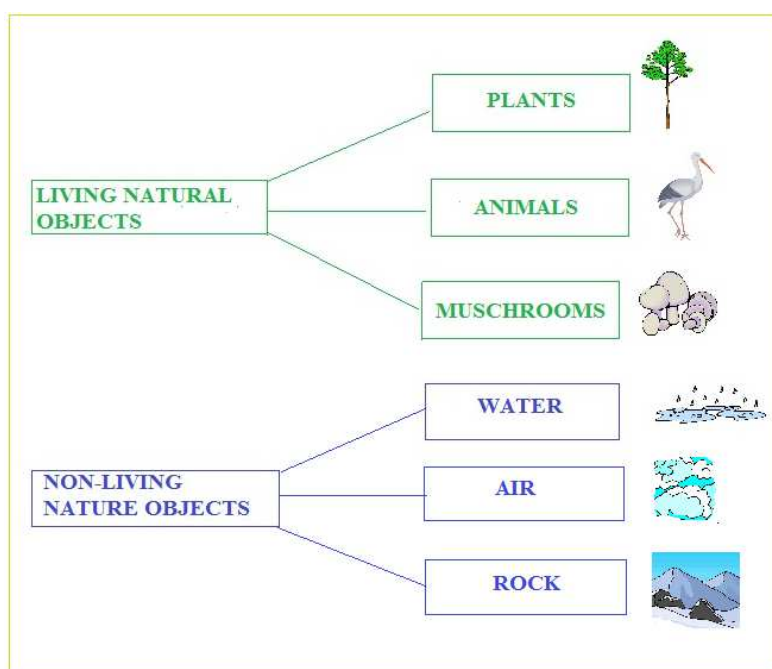 PLANTS
LIVING NATURAL
OBJECTS
ANIMALS
MUSCHROOMS
WATER
NON-LIVING
NATURE OBJECTS
AIR
ROCK